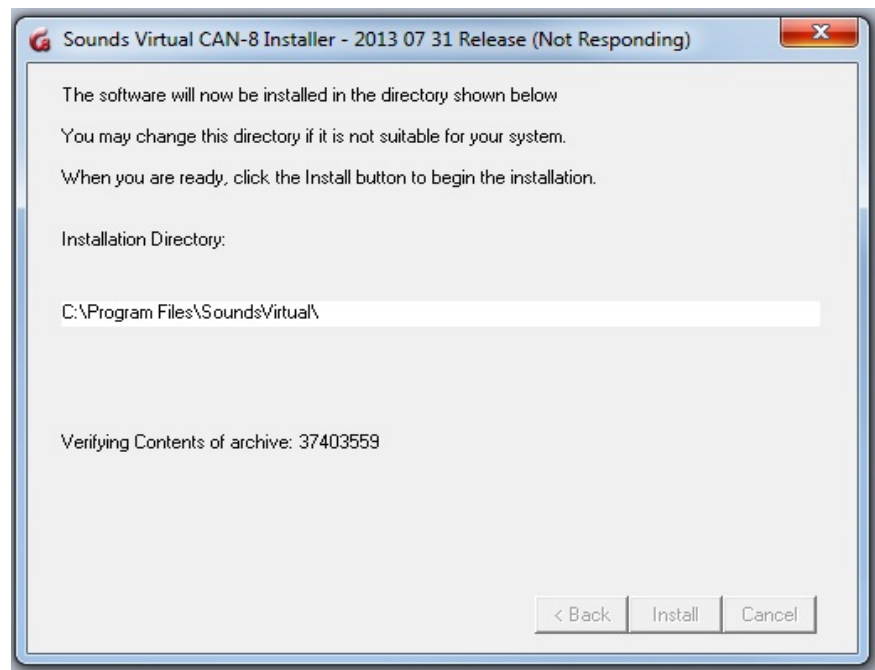 Sounds Virtual CAN-8 Installer - 2013 07 31 Release (Not Responding)
The software will now be installed in the directory shown below
You may change this directory if it is not suitable for your system.
When you are ready, click the Install button to begin the installation.
Installation Directory:
C:\Program Files\SoundsVirtual\
Verifying Contents of archive: 37403559
< Back Install Cancel